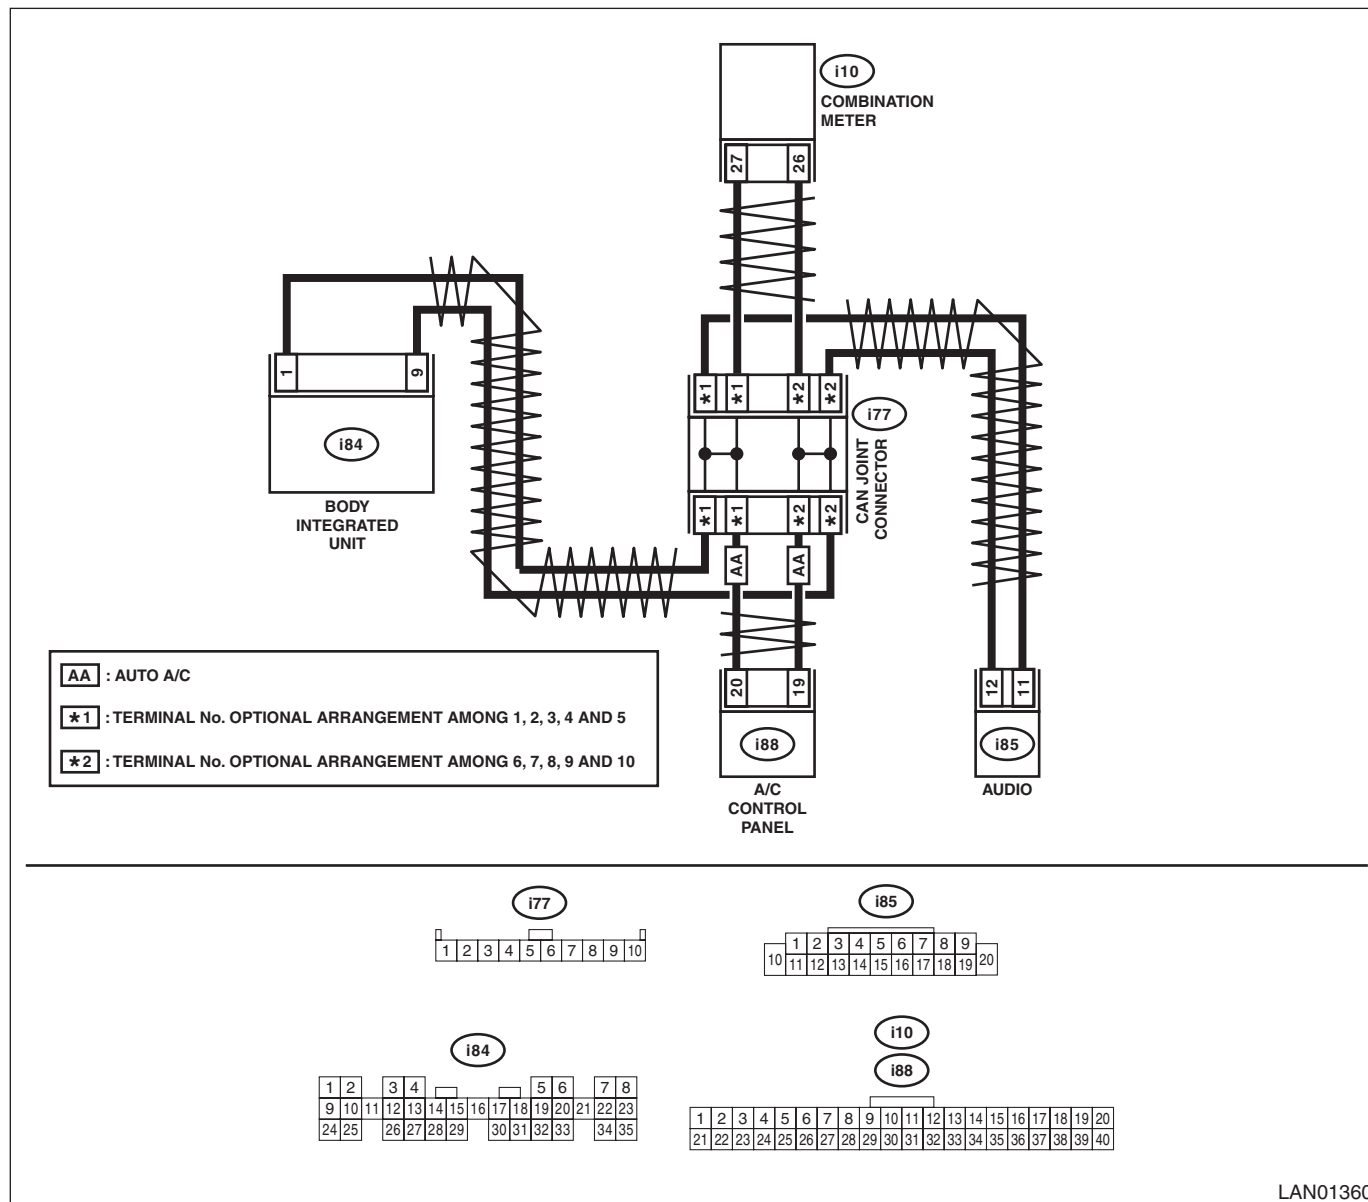 i10
COMBINATION
METER
27
26
1
9
*1
*1
*2
*2
i77
CAN JOINT
CONNECTOR
i84
BODY
INTEGRATED
UNIT
*1
*1
*2
*2
AA
AA
AA : AUTO A/C
*1 : TERMINAL No. OPTIONAL ARRANGEMENT AMONG 1, 2, 3, 4 AND 5
*2 : TERMINAL No. OPTIONAL ARRANGEMENT AMONG 6, 7, 8, 9 AND 10
20
19
12
11
i88
i85
A/C
CONTROL
PANEL
AUDIO
i77
1 2 3 4 5 6 7 8 9 10
i85
1 2 3 4 5 6 7 8 9
10 11 12 13 14 15 16 17 18 19 20
i84
1 2 3 4 5 6 7 8
9 10 11 12 13 14 15 16 17 18 19 20 21 22 23
24 25 26 27 28 29 30 31 32 33 34 35
i10
i88
1 2 3 4 5 6 7 8 9 10 11 12 13 14 15 16 17 18 19 20
21 22 23 24 25 26 27 28 29 30 31 32 33 34 35 36 37 38 39 40
LAN01360